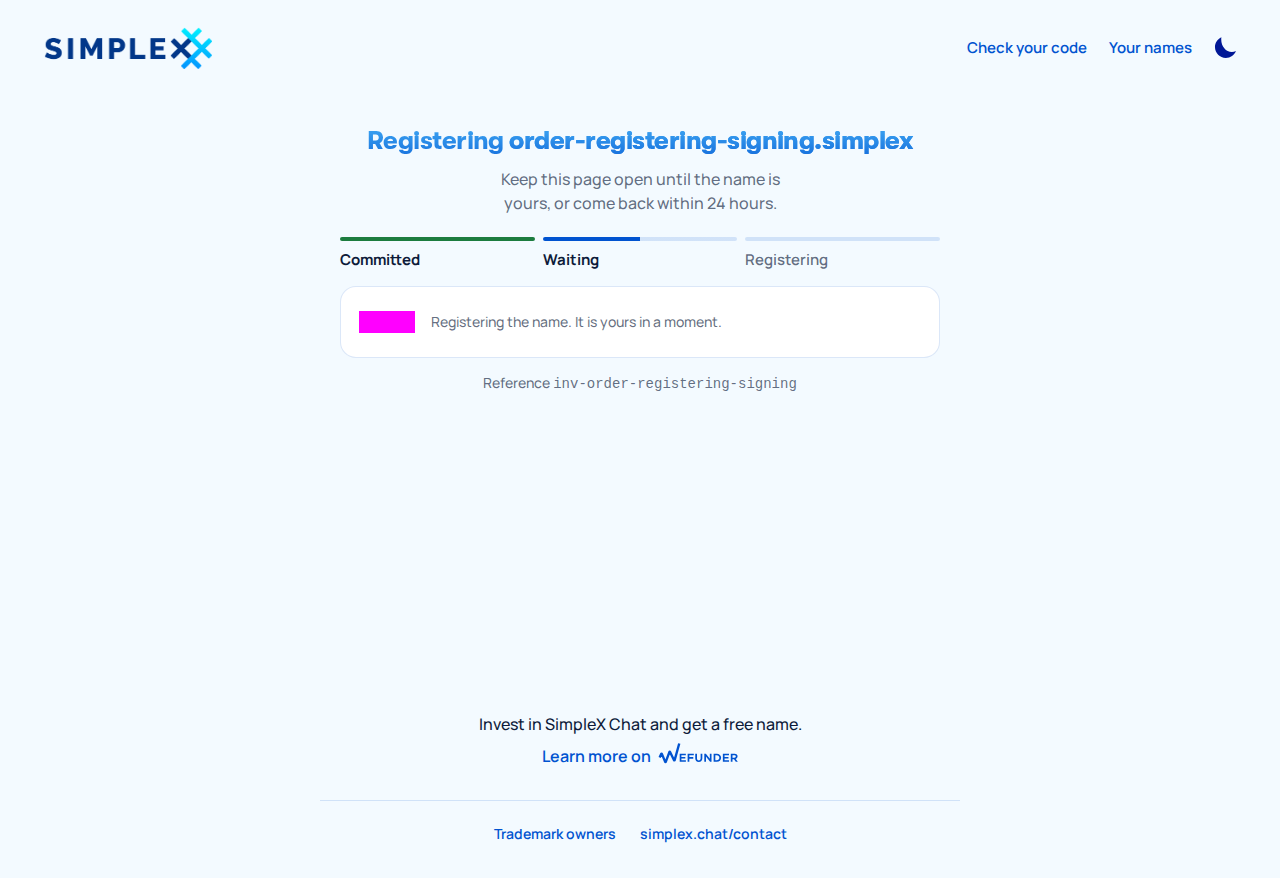 SIMPLEX
Check your code
Your names
Registering order-registering-signing.simplex
Keep this page open until the name is
yours, or come back within 24 hours.
Committed
Waiting
Registering
Registering the name. It is yours in a moment.
Reference inv-order-registering-signing
Invest in SimpleX Chat and get a free name.
Learn more on WEFUNDER
Trademark owners
simplex.chat/contact